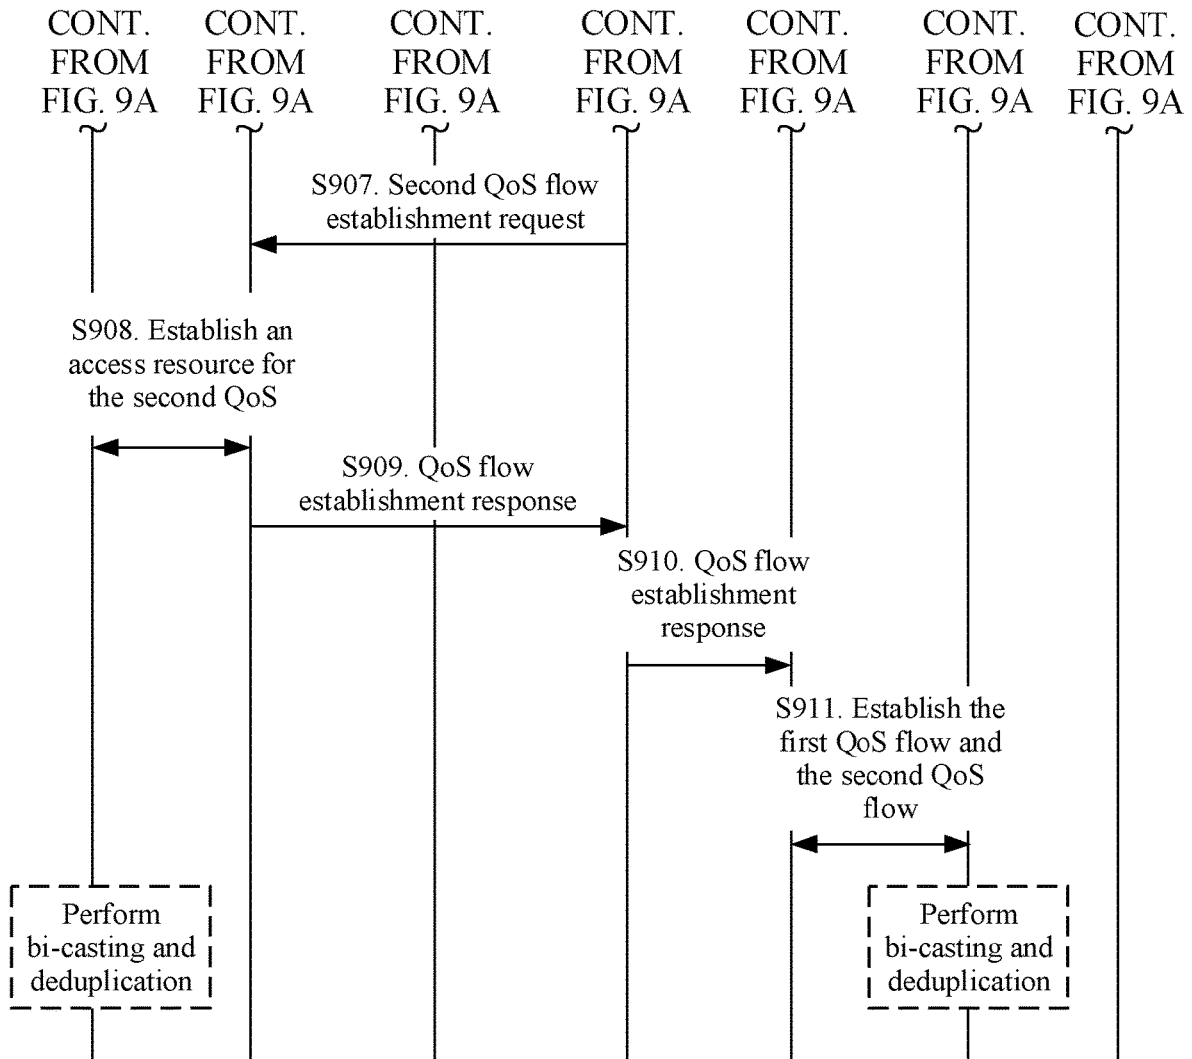 CONT. CONT. CONT. CONT. CONT. CONT. CONT.
FROM FROM FROM FROM FROM FROM FROM
FIG. 9A FIG. 9A FIG. 9A FIG. 9A FIG. 9A FIG. 9A FIG. 9A
S907. Second QoS flow
establishment request
S908. Establish an
access resource for
the second QoS
S909. QoS flow
establishment response
S910. QoS flow
establishment
response
S911. Establish the
first QoS flow and
the second QoS
flow
Perform
bi-casting and
deduplication
Perform
bi-casting and
deduplication